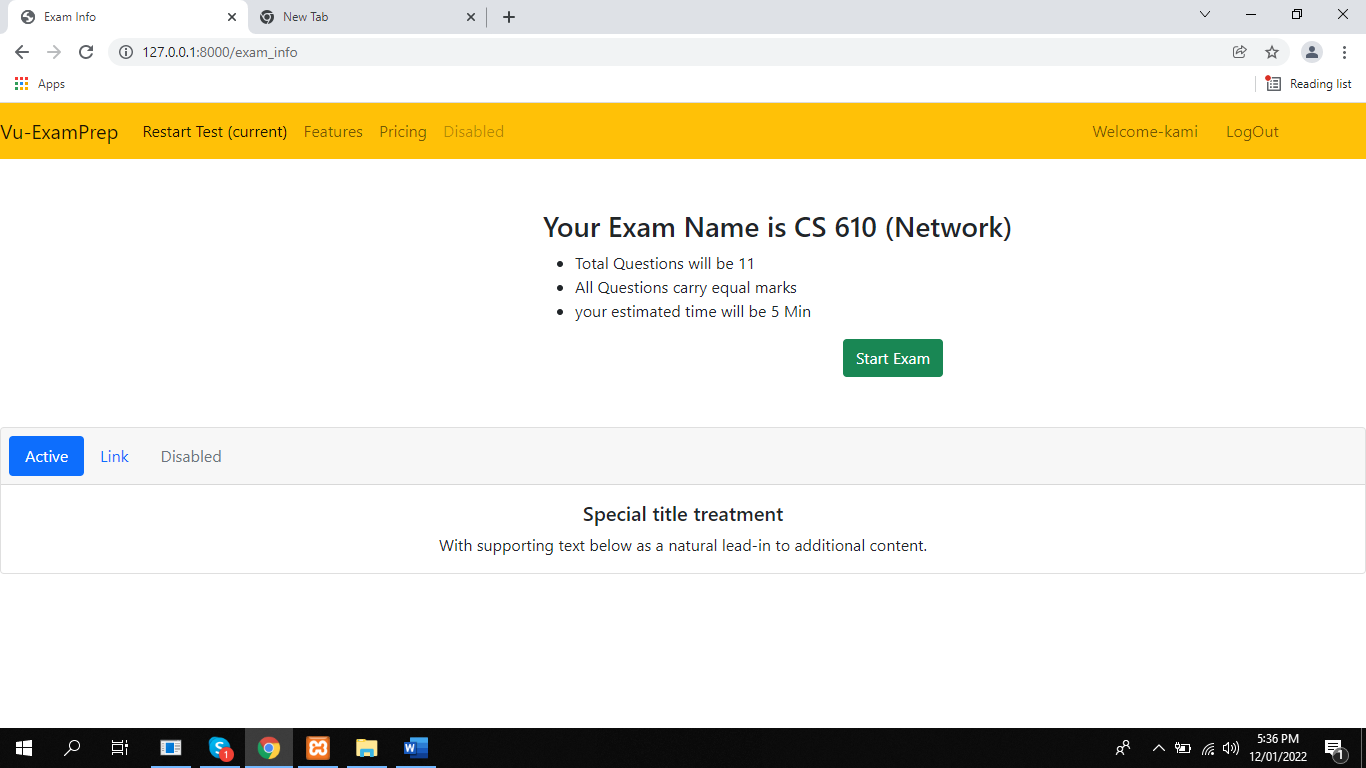 Exam Info
New Tab
127.0.0.1:8000/exam_info
Apps
Reading list
Vu-ExamPrep Restart Test (current) Features Pricing Disabled Welcome-kami LogOut
Your Exam Name is CS 610 (Network)
Total Questions will be 11
All Questions carry equal marks
your estimated time will be 5 Min
Start Exam
Active Link Disabled
Special title treatment
With supporting text below as a natural lead-in to additional content.
S 1
W
5:36 PM
12/01/2022
1